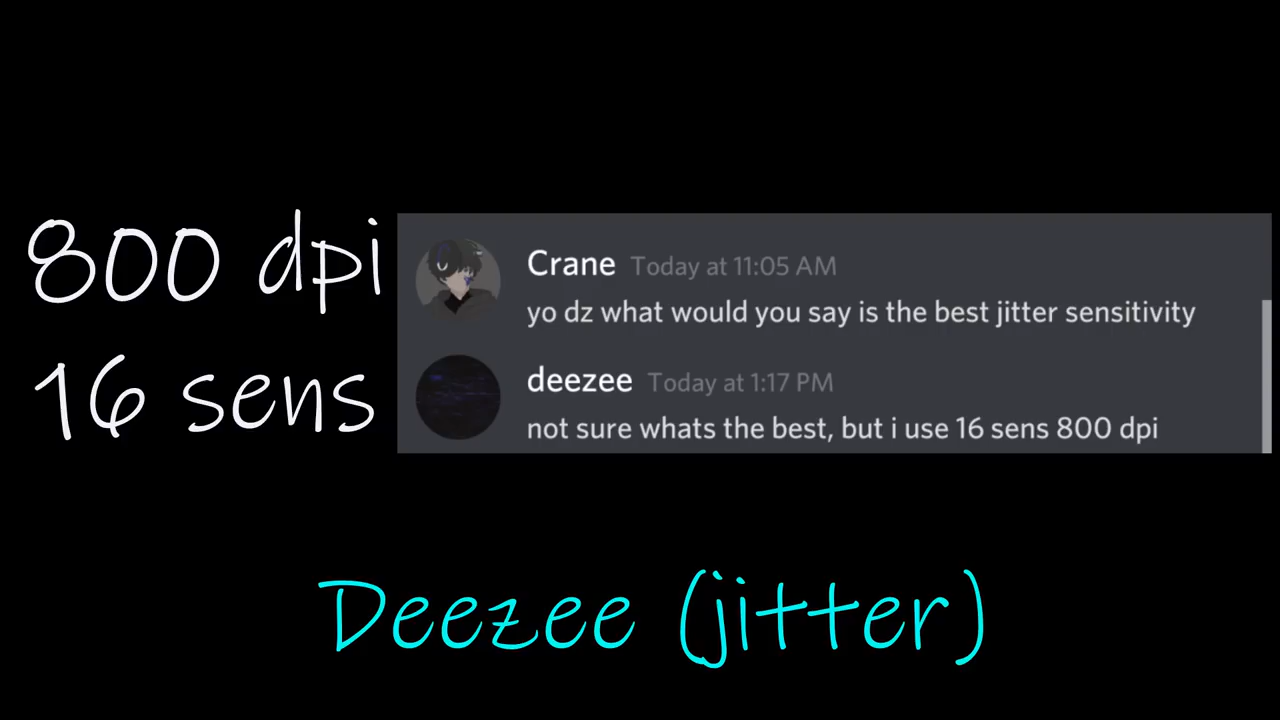 800 dpi
16 sens
Crane Today at 11:05 AM
yo dz what would you say is the best jitter sensitivity
deezee Today at 1:17 PM
not sure whats the best, but i use 16 sens 800 dpi
Deezee (jitter)